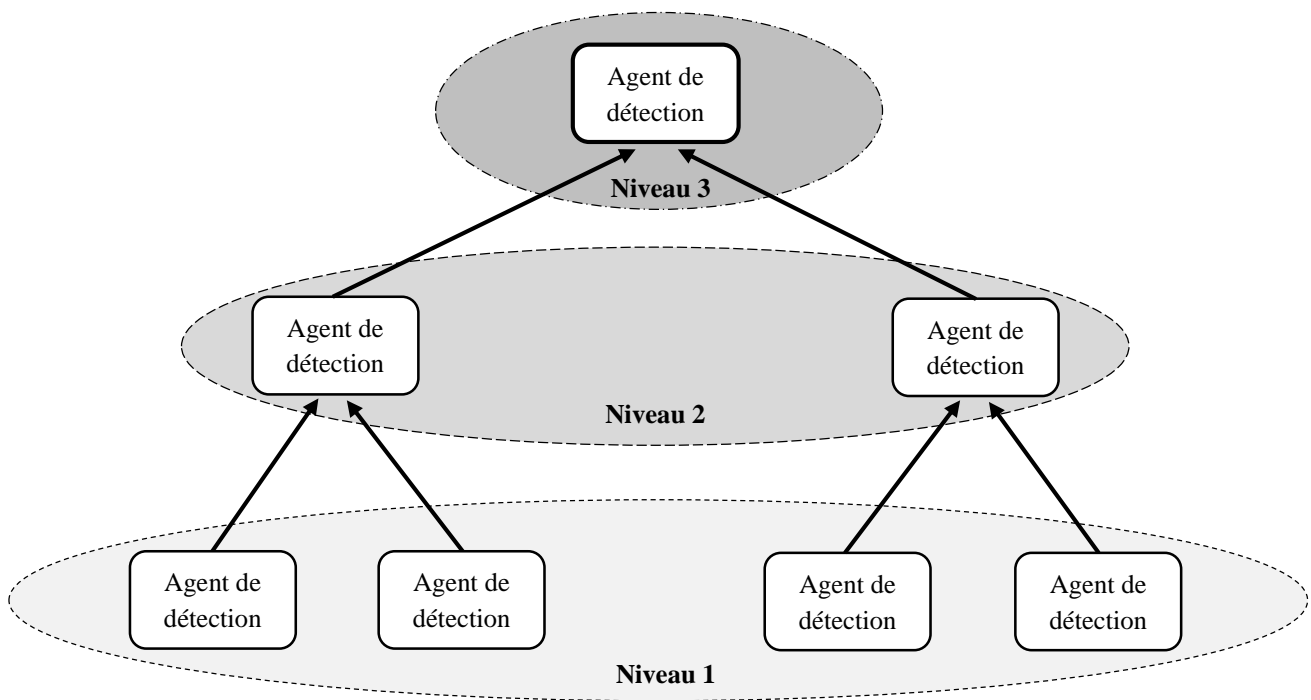 Agent de
détection
Niveau 3
Agent de
détection
Agent de
détection
Niveau 2
Agent de
détection
Agent de
détection
Agent de
détection
Agent de
détection
Niveau 1